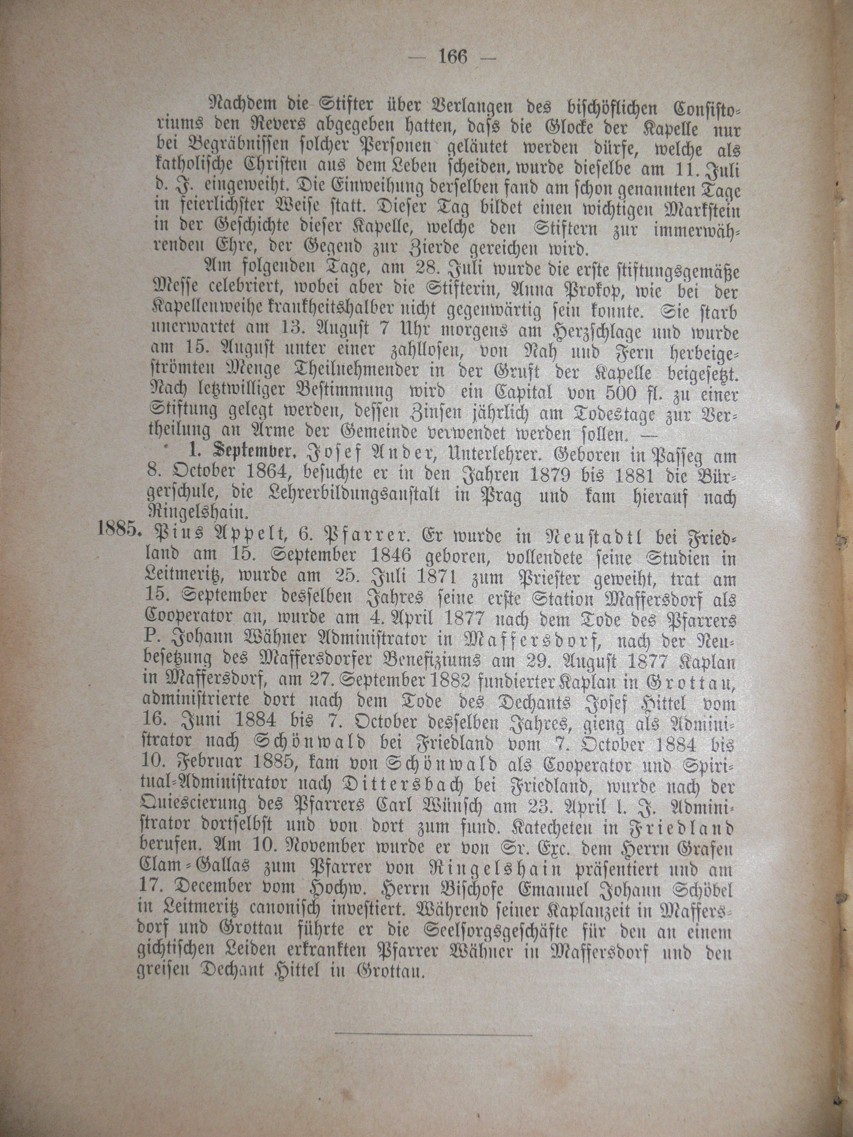 — 166 —
Nachdem die Stifter über Verlangen des bischöflichen Consisto-
riums den Revers abgegeben hatten, dass die Glocke der Kapelle nur
bei Begräbnissen solcher Personen geläutet werden dürfe, welche als
katholische Christen aus dem Leben scheiden, wurde dieselbe am 11. Juli
d. J. eingeweiht. Die Einweihung derselben fand am schon genannten Tage
in feierlichster Weise statt. Dieser Tag bildet einen wichtigen Markstein
in der Geschichte dieser Kapelle, welche den Stiftern zur immerwäh-
renden Ehre, der Gegend zur Zierde gereichen wird.
Am folgenden Tage, am 28. Juli wurde die erste stiftungsgemäße
Messe celebriert, wobei aber die Stifterin, Anna Prokop, wie bei der
Kapellenweihe krankheitshalber nicht gegenwärtig sein konnte. Sie starb
unerwartet am 13. August 7 Uhr morgens am Herzschlage und wurde
am 15. August unter einer zahllosen, von Nah und Fern herbeige-
strömten Menge Theilnehmender in der Gruft der Kapelle beigesetzt.
Nach letztwilliger Bestimmung wird ein Capital von 500 fl. zu einer
Stiftung gelegt werden, dessen Zinsen jährlich am Todestage zur Ver-
theilung an Arme der Gemeinde verwendet werden sollen. —
1. September. Josef Ander, Unterlehrer. Geboren in Passeg am
8. October 1864, besuchte er in den Jahren 1879 bis 1881 die Bür-
gerschule, die Lehrerbildungsanstalt in Prag und kam hierauf nach
Ringelshain.
1885. Pius Appelt, 6. Pfarrer. Er wurde in Neustadtl bei Fried-
land am 15. September 1846 geboren, vollendete seine Studien in
Leitmeritz, wurde am 25. Juli 1871 zum Priester geweiht, trat am
15. September desselben Jahres seine erste Station Maffersdorf als
Cooperator an, wurde am 4. April 1877 nach dem Tode des Pfarrers
P. Johann Wähner Administrator in Maffersdorf, nach der Neu-
besetzung des Maffersdorfer Benefiziums am 29. August 1877 Kaplan
in Maffersdorf, am 27. September 1882 fundierter Kaplan in Grottau,
administrierte dort nach dem Tode des Dechants Josef Hittel vom
16. Juni 1884 bis 7. October desselben Jahres, gieng als Admini-
strator nach Schönwald bei Friedland vom 7. October 1884 bis
10. Februar 1885, kam von Schönwald als Cooperator und Spiri-
tual-Administrator nach Dittersbach bei Friedland, wurde nach der
Quiescierung des Pfarrers Carl Wünsch am 23. April l. J. Admini-
strator dortselbst und von dort zum fund. Katecheten in Friedland
berufen. Am 10. November wurde er von Sr. Exc. dem Herrn Grafen
Clam-Gallas zum Pfarrer von Ringelshain präsentiert und am
17. December vom Hochw. Herrn Bischofe Emanuel Johann Schöbel
in Leitmeritz canonisch investiert. Während seiner Kaplanzeit in Maffers-
dorf und Grottau führte er die Seelsorgsgeschäfte für den an einem
gichtischen Leiden erkrankten Pfarrer Wähner in Maffersdorf und den
greisen Dechant Hittel in Grottau.